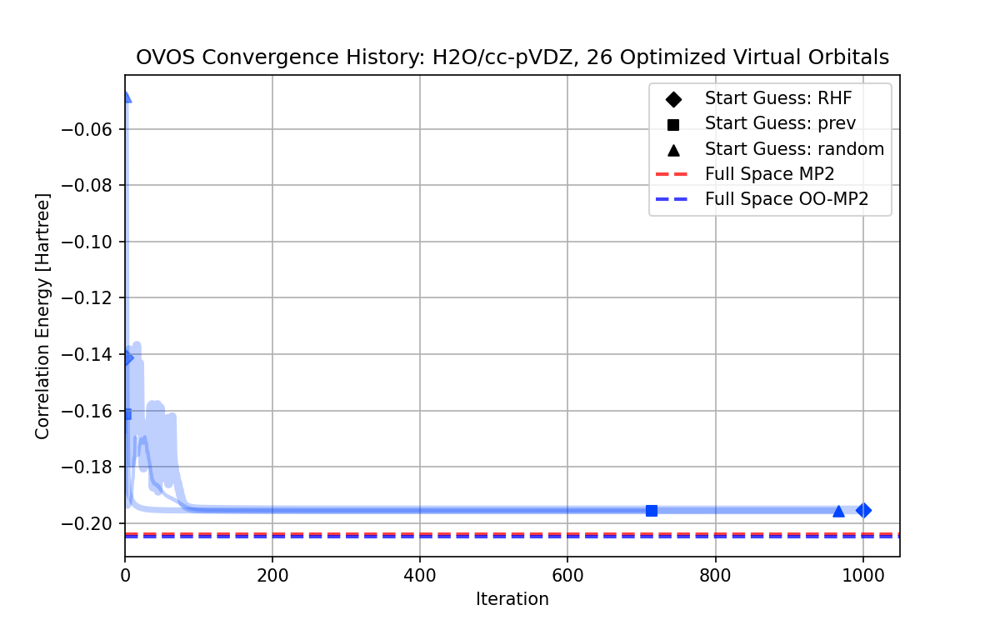 OVOS Convergence History: H2O/cc-pVDZ, 26 Optimized Virtual Orbitals
Start Guess: RHF
Start Guess: prev
Start Guess: random
Full Space MP2
Full Space OO-MP2
Correlation Energy [Hartree]
−0.06
−0.08
−0.10
−0.12
−0.14
−0.16
−0.18
−0.20
0
200
400
600
800
1000
Iteration